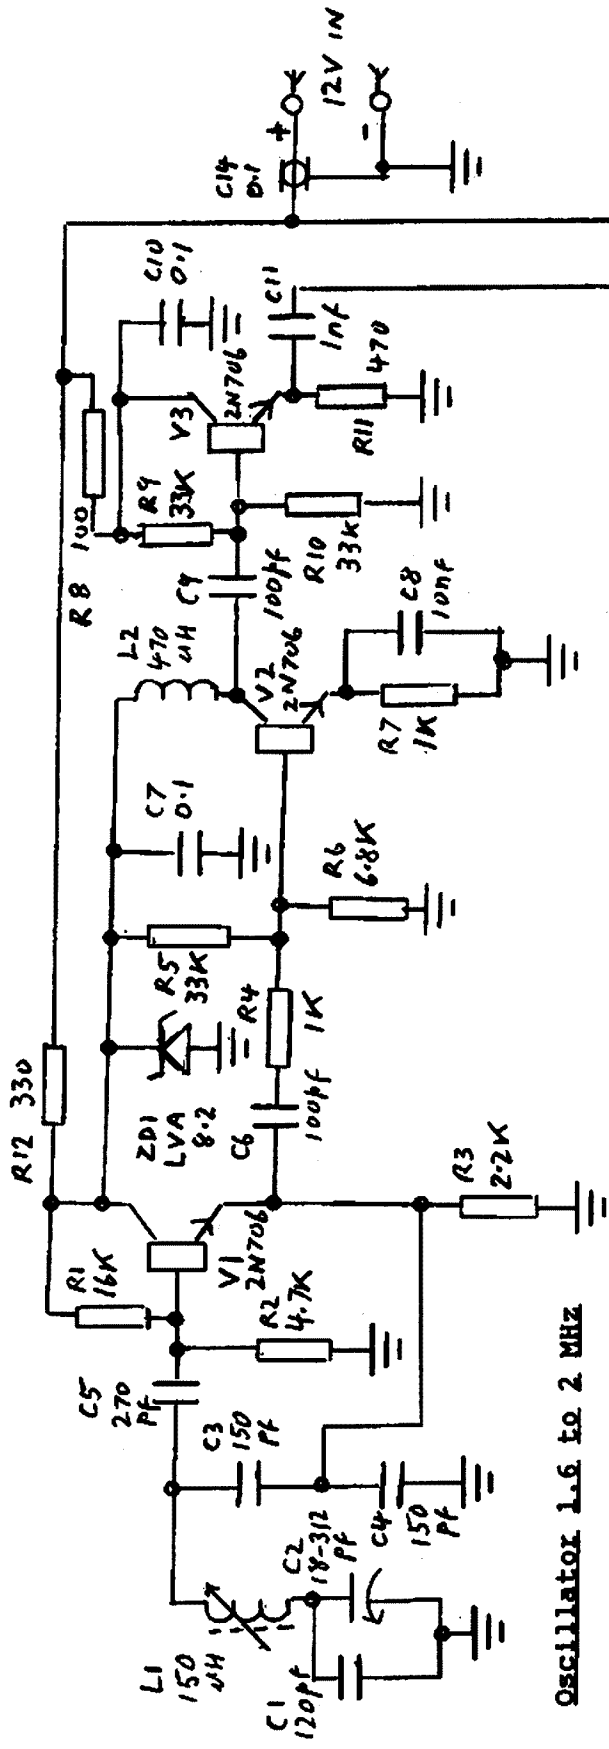 L1
150
uH
C1
120pf
C2
18-312
Pf
C3
150
Pf
C4
150
Pf
C5
270
Pf
R1
16K
R2
4.7K
V1
2N706
R12 330
R3
2.2K
C6
100pf
R4
1K
ZD1
LVA
8.2
R5
33K
R6
6.8K
C7
0.1
L2
470
uH
V2
2N706
R7
1K
C8
10nf
C9
100pf
R8
100
R9
33K
R10
33K
V3
2N706
C10
0.1
C11
1nf
R11
470
C14
0.1
+
-
12V IN
Oscillator 1.6 to 2 MHz